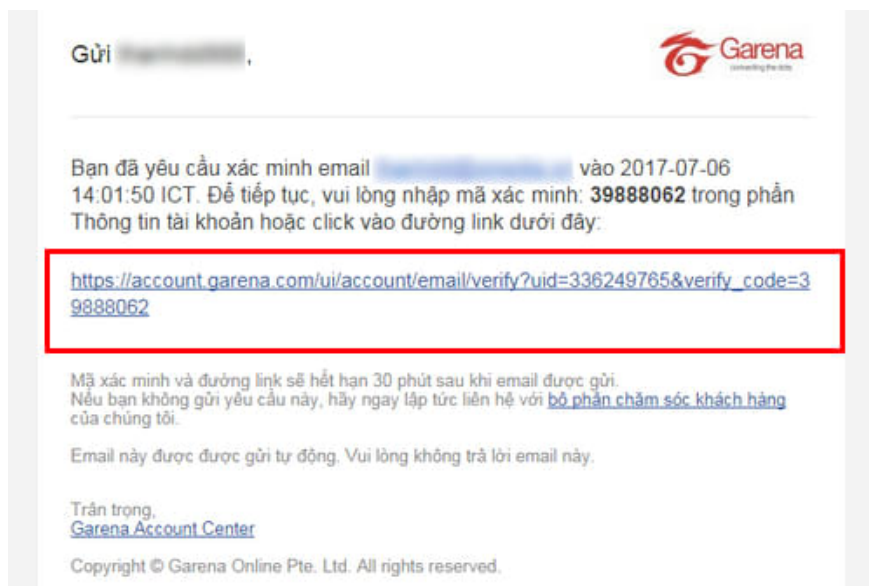 Gửi ,
Garena
connecting the dots
Bạn đã yêu cầu xác minh email vào 2017-07-06
14:01:50 ICT. Để tiếp tục, vui lòng nhập mã xác minh: 39888062 trong phần
Thông tin tài khoản hoặc click vào đường link dưới đây:
https://account.garena.com/ui/account/email/verify?uid=336249765&verify_code=3
9888062
Mã xác minh và đường link sẽ hết hạn 30 phút sau khi email được gửi.
Nếu bạn không gửi yêu cầu này, hãy ngay lập tức liên hệ với bộ phận chăm sóc khách hàng
của chúng tôi.
Email này được được gửi tự động. Vui lòng không trả lời email này.
Trân trọng,
Garena Account Center
Copyright © Garena Online Pte. Ltd. All rights reserved.